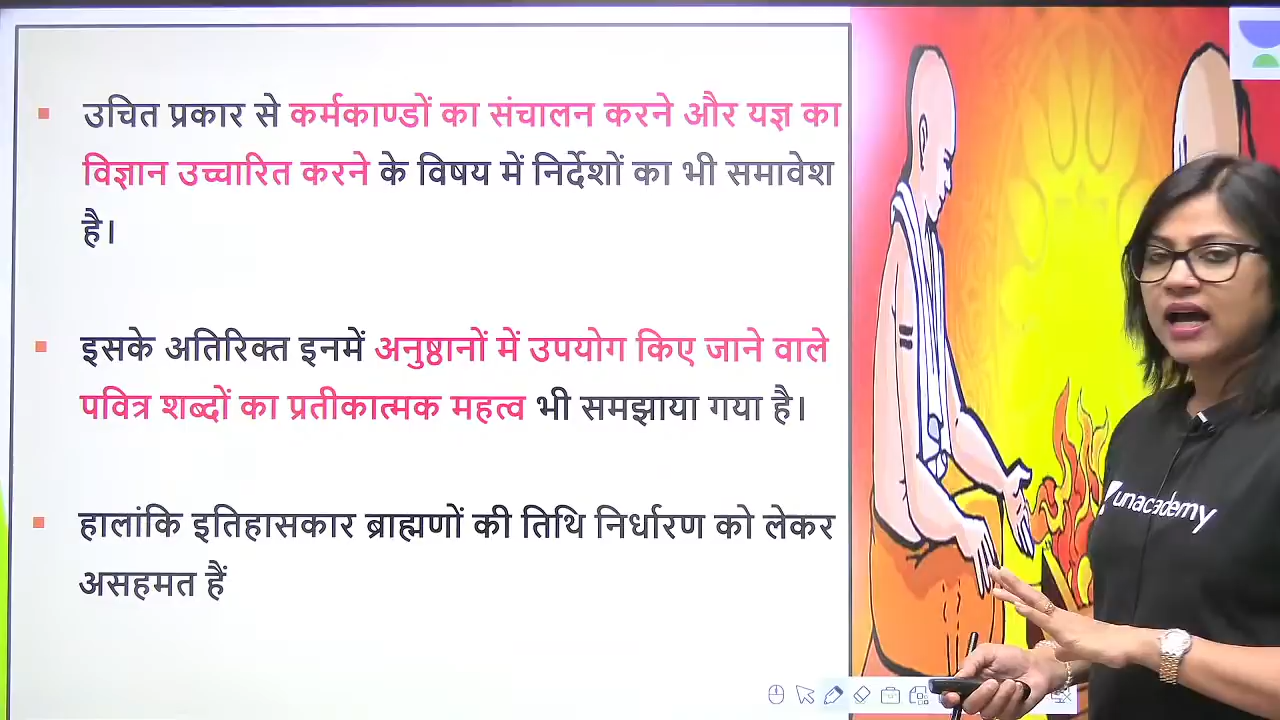 उचित प्रकार से कर्मकाण्डों का संचालन करने और यज्ञ का
विज्ञान उच्चारित करने के विषय में निर्देशों का भी समावेश
है।
इसके अतिरिक्त इनमें अनुष्ठानों में उपयोग किए जाने वाले
पवित्र शब्दों का प्रतीकात्मक महत्व भी समझाया गया है।
हालांकि इतिहासकार ब्राह्मणों की तिथि निर्धारण को लेकर
असहमत हैं
unacademy